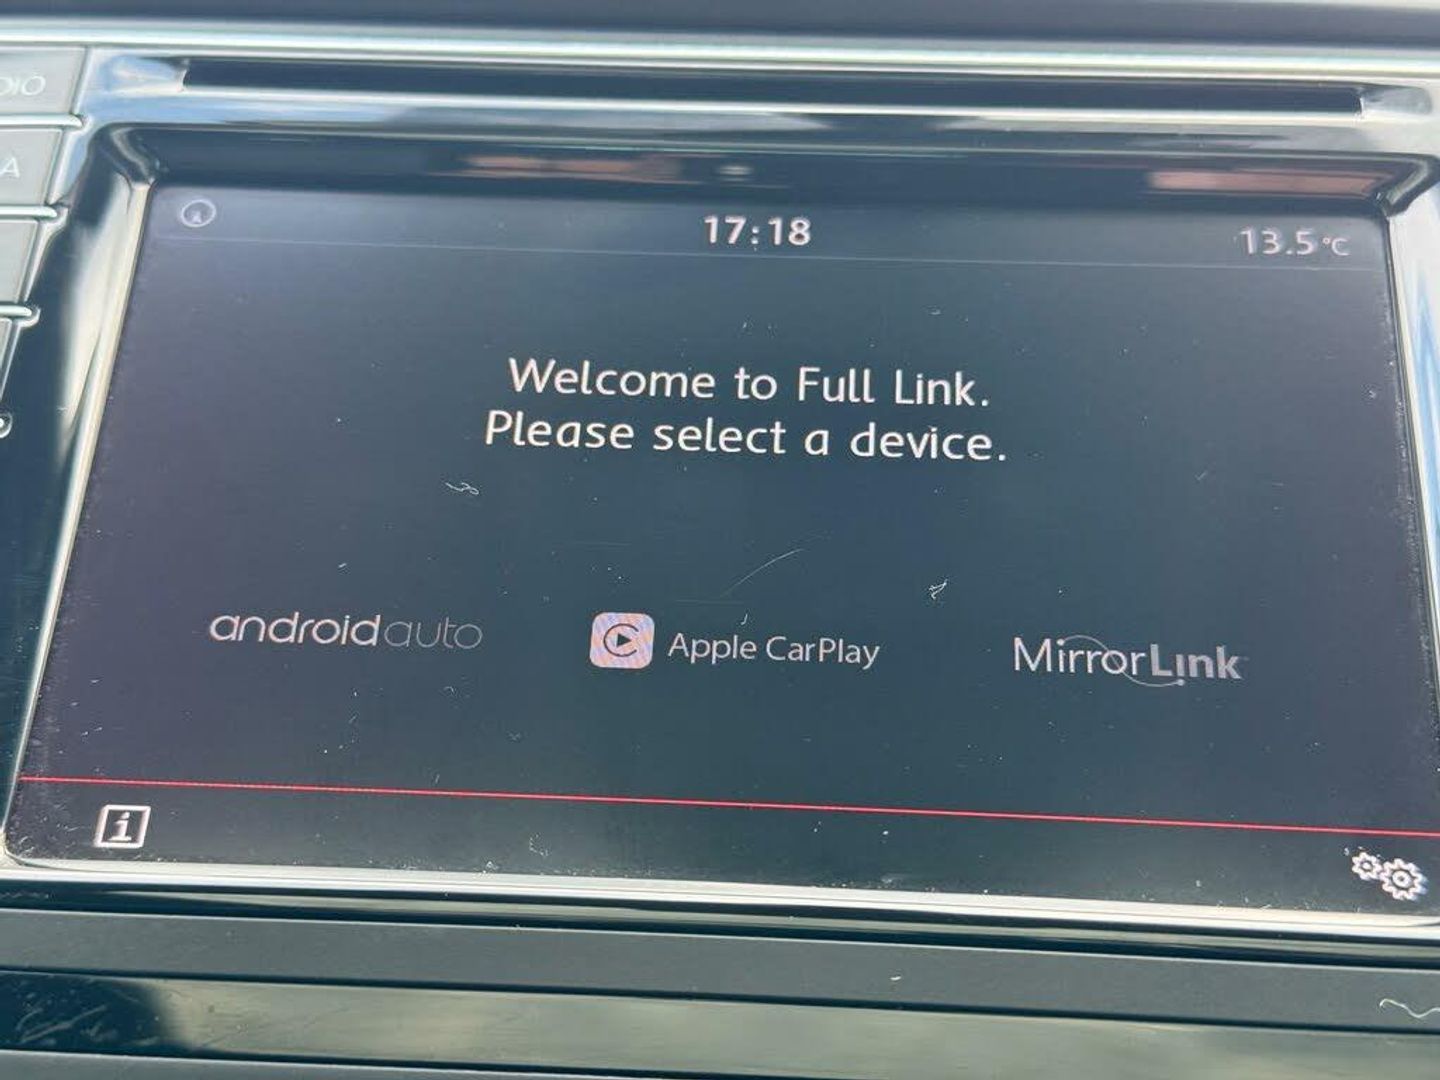 17:18
13.5°C
Welcome to Full Link.
Please select a device.
androidauto
Apple CarPlay
MirrorLink